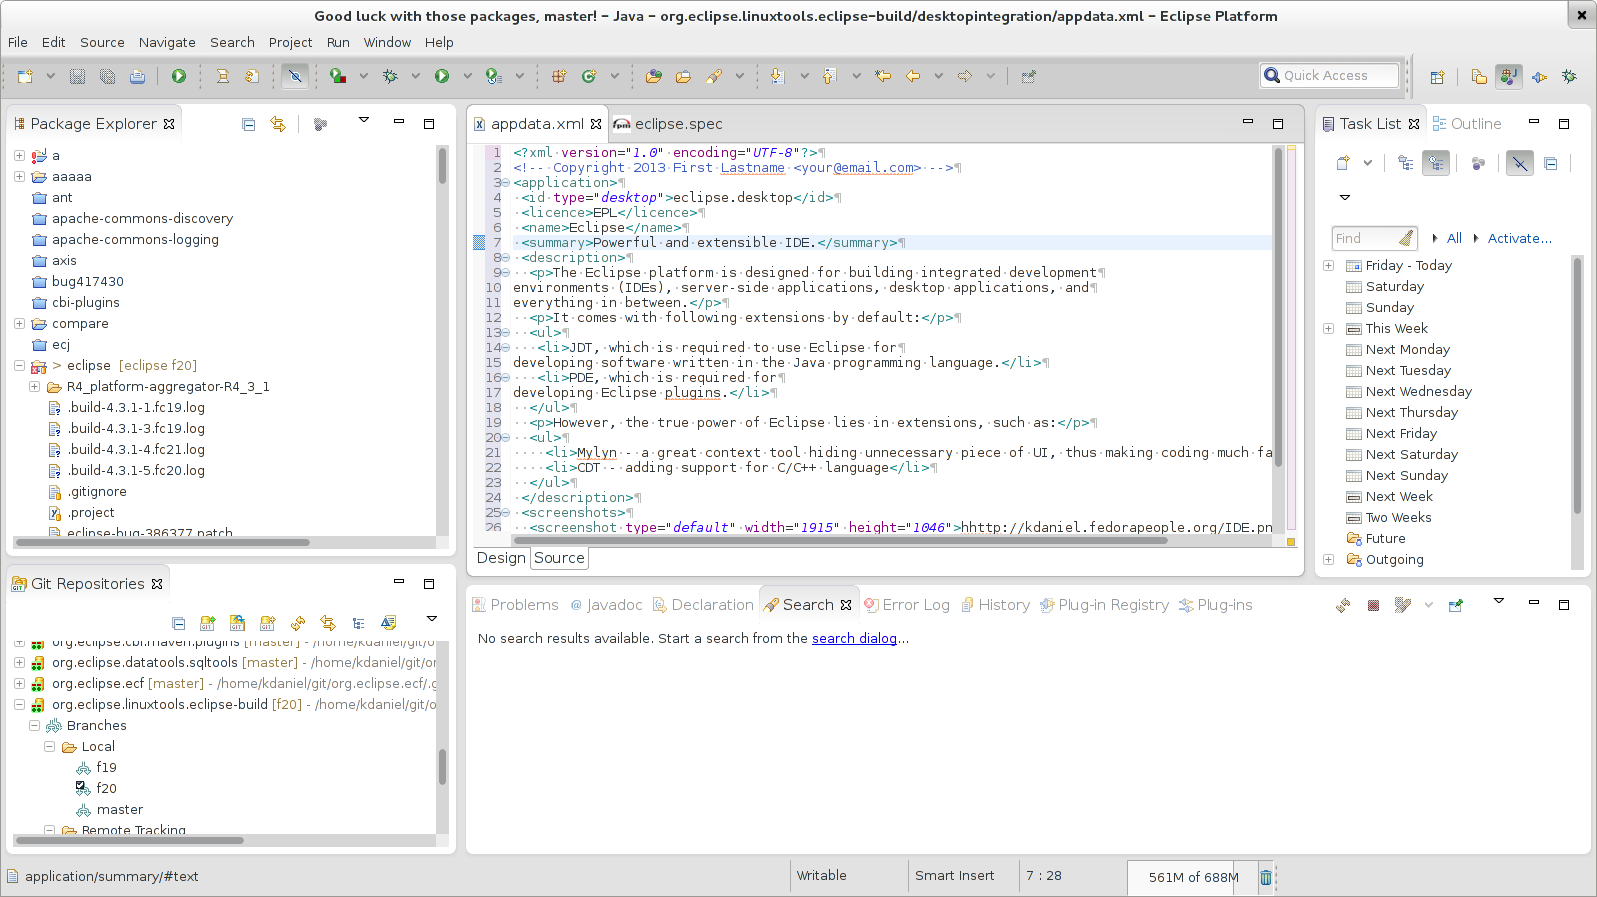 Good luck with those packages, master! – Java – org.eclipse.linuxtools.eclipse-build/desktopintegration/appdata.xml – Eclipse Platform
File Edit Source Navigate Search Project Run Window Help
Quick Access
Package Explorer
a
aaaaa
ant
apache-commons-discovery
apache-commons-logging
axis
bug417430
cbi-plugins
compare
ecj
> eclipse [eclipse f20]
R4_platform-aggregator-R4_3_1
.build-4.3.1-1.fc19.log
.build-4.3.1-3.fc19.log
.build-4.3.1-4.fc21.log
.build-4.3.1-5.fc20.log
.gitignore
.project
eclipse-bug-386377.patch
Git Repositories
org.eclipse.cbi.maven.plugins [master] - /home/kdaniel/git/o
org.eclipse.datatools.sqltools [master] - /home/kdaniel/git/or
org.eclipse.ecf [master] - /home/kdaniel/git/org.eclipse.ecf/.g
org.eclipse.linuxtools.eclipse-build [f20] - /home/kdaniel/git/o
Branches
Local
f19
f20
master
Remote Tracking
appdata.xml eclipse.spec
1 <?xml·version="1.0"·encoding="UTF-8"?>¶
2 <!--·Copyright·2013·First·Lastname·<your@email.com>·-->¶
3 <application>¶
4 ·<id·type="desktop">eclipse.desktop</id>¶
5 ·<licence>EPL</licence>¶
6 ·<name>Eclipse</name>¶
7 ·<summary>Powerful·and·extensible·IDE.</summary>¶
8 ·<description>¶
9 ··<p>The·Eclipse·platform·is·designed·for·building·integrated·development¶
10 environments·(IDEs),·server-side·applications,·desktop·applications,·and¶
11 everything·in·between.</p>¶
12 ··<p>It·comes·with·following·extensions·by·default:</p>¶
13 ··<ul>¶
14 ···<li>JDT,·which·is·required·to·use·Eclipse·for¶
15 developing·software·written·in·the·Java·programming·language.</li>¶
16 ···<li>PDE,·which·is·required·for¶
17 developing·Eclipse·plugins.</li>¶
18 ··</ul>¶
19 ··<p>However,·the·true·power·of·Eclipse·lies·in·extensions,·such·as:</p>¶
20 ··<ul>¶
21 ····<li>Mylyn·-·a·great·context·tool·hiding·unnecessary·piece·of·UI,·thus·making·coding·much·fa
22 ····<li>CDT·-·adding·support·for·C/C++·language</li>¶
23 ··</ul>¶
24 ·</description>¶
25 ·<screenshots>¶
26 ··<screenshot·type="default"·width="1915"·height="1046">hhttp://kdaniel.fedorapeople.org/IDE.pn
Design Source
Problems @ Javadoc Declaration Search Error Log History Plug-in Registry Plug-ins
No search results available. Start a search from the search dialog...
Task List Outline
Find All Activate...
Friday - Today
Saturday
Sunday
This Week
Next Monday
Next Tuesday
Next Wednesday
Next Thursday
Next Friday
Next Saturday
Next Sunday
Next Week
Two Weeks
Future
Outgoing
application/summary/#text Writable Smart Insert 7 : 28 561M of 688M